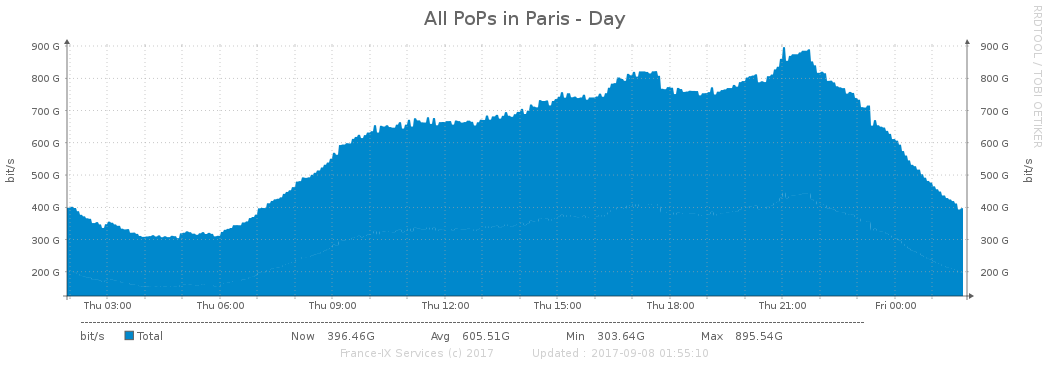 All PoPs in Paris - Day
RRDTOOL / TOBI OETIKER
900 G 900 G
800 G 800 G
700 G 700 G
600 G 600 G
500 G 500 G
400 G 400 G
300 G 300 G
200 G 200 G
bit/s bit/s
Thu 03:00 Thu 06:00 Thu 09:00 Thu 12:00 Thu 15:00 Thu 18:00 Thu 21:00 Fri 00:00
bit/s Total Now 396.46G Avg 605.51G Min 303.64G Max 895.54G
France-IX Services (c) 2017 Updated : 2017-09-08 01:55:10